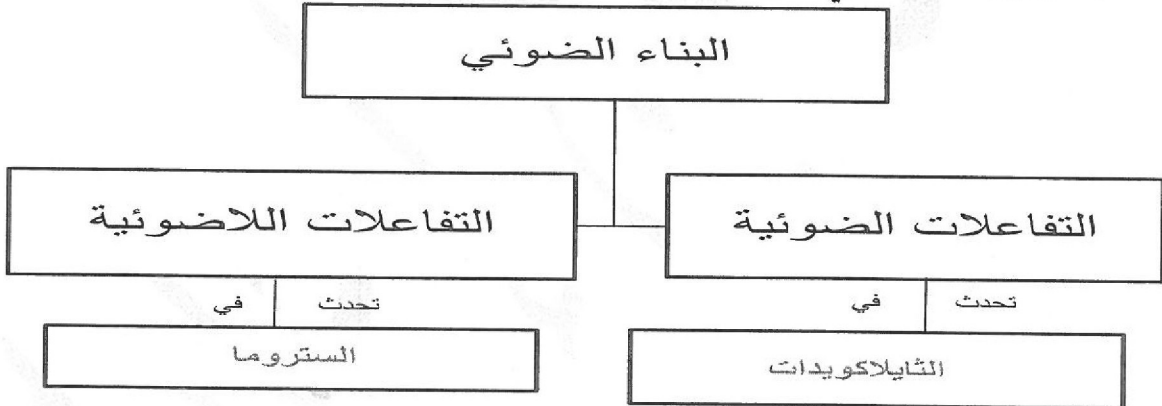 البناء الضوئي
التفاعلات الضوئية
التفاعلات اللاضوئية
تحدث في
تحدث في
الثايلاكويدات
الستروما